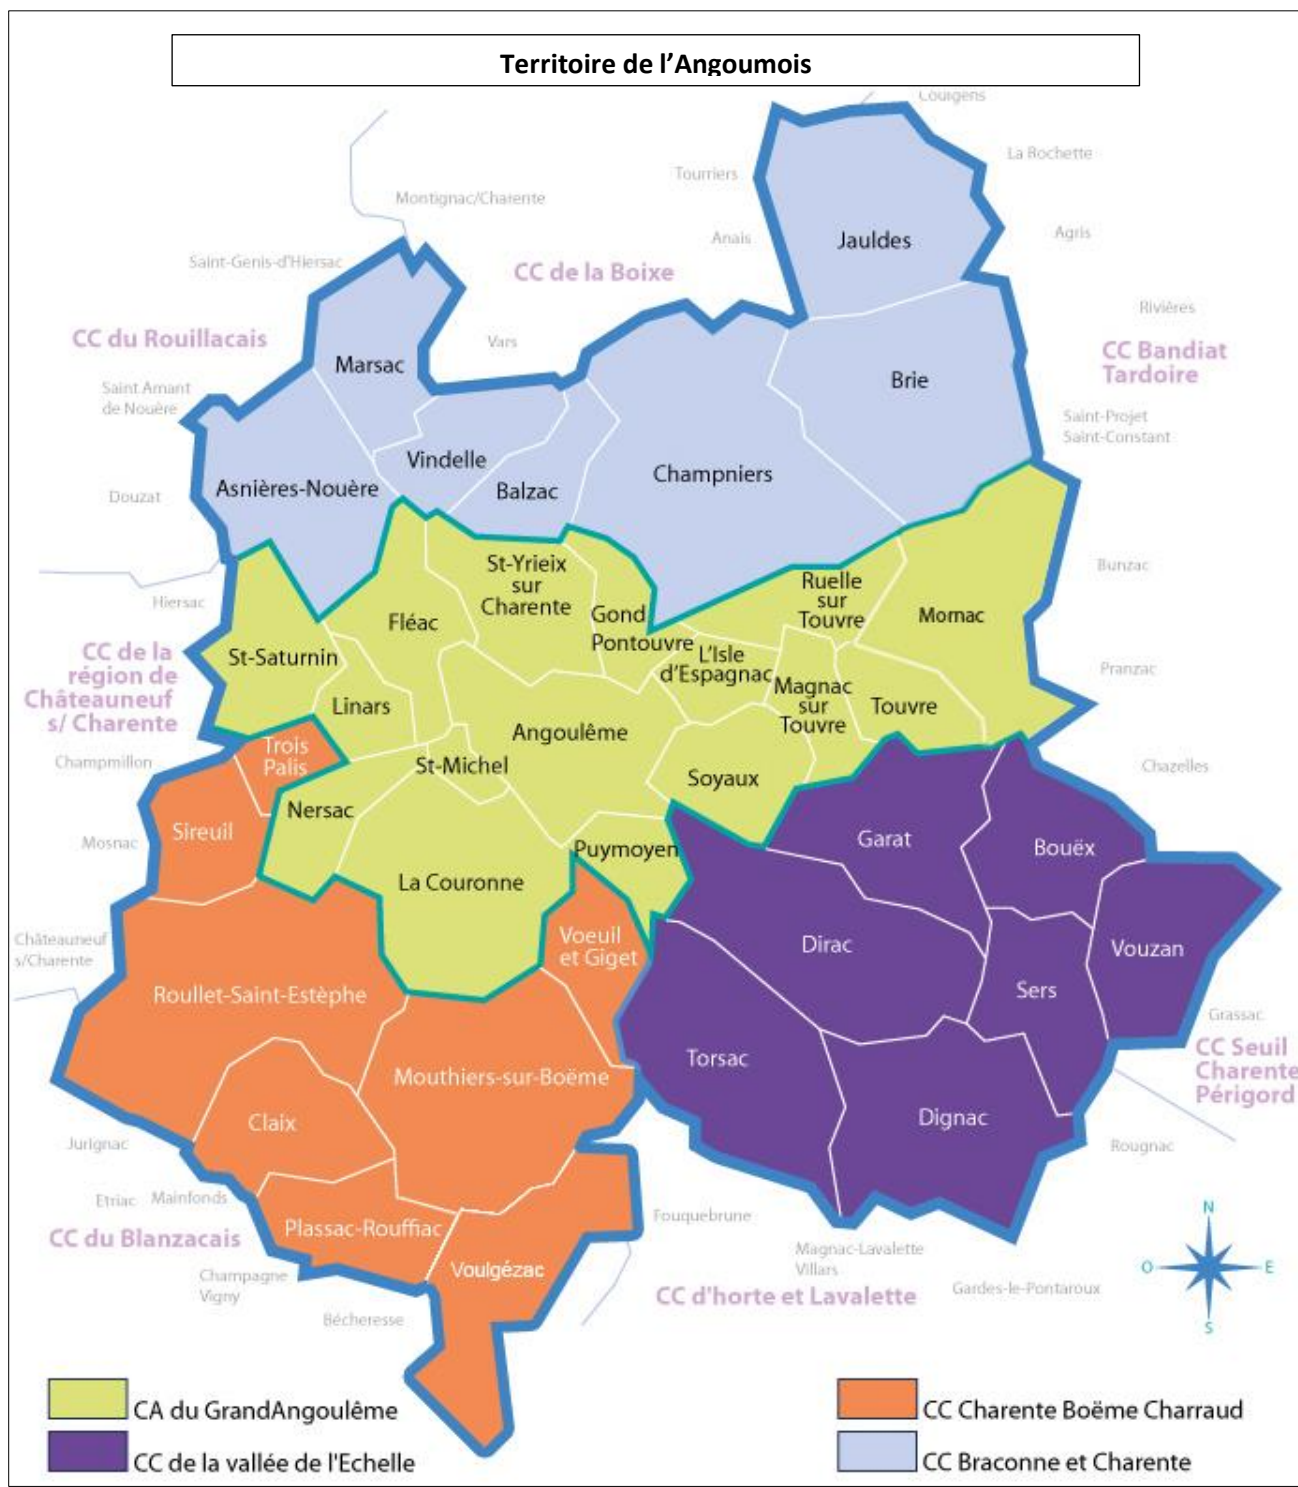 Territoire de l'Angoumois
Coulgens
La Rochette
Tourriers
Montignac/Charente
Jauldes
Agris
Anais
Saint-Genis-d'Hiersac
CC de la Boixe
Rivières
CC du Rouillacais
Vars
CC Bandiat
Tardoire
Marsac
Brie
Saint Amant
de Nouère
Saint-Projet
Saint-Constant
Vindelle
Champniers
Asnières-Nouère
Balzac
Douzat
Bunzac
St-Yrieix
sur
Charente
Ruelle
sur
Touvre
Hiersac
Gond
Pontouvre
Fléac
Mornac
CC de la
région de
Châteauneuf
s/ Charente
St-Saturnin
L'Isle
d'Espagnac
Pranzac
Magnac
sur
Touvre
Linars
Touvre
Angoulême
Trois
Palis
Champmillon
St-Michel
Chazelles
Soyaux
Nersac
Sireuil
Mosnac
Garat
Bouëx
Puymoyen
La Couronne
Châteauneuf
s/Charente
Voeuil
et Giget
Dirac
Vouzan
Roullet-Saint-Estèphe
Sers
Grassac
Torsac
CC Seuil
Charente
Périgord
Mouthiers-sur-Boëme
Claix
Dignac
Jurignac
Rougnac
Etriac
Mainfonds
Fouquebrune
Plassac-Rouffiac
CC du Blanzacais
Magnac-Lavalette
Villars
Champagne
Vigny
Voulgézac
Gardes-le-Pontaroux
CC d'horte et Lavalette
Bécheresse
N
O
E
S
CA du GrandAngoulême
CC Charente Boëme Charraud
CC de la vallée de l'Echelle
CC Braconne et Charente